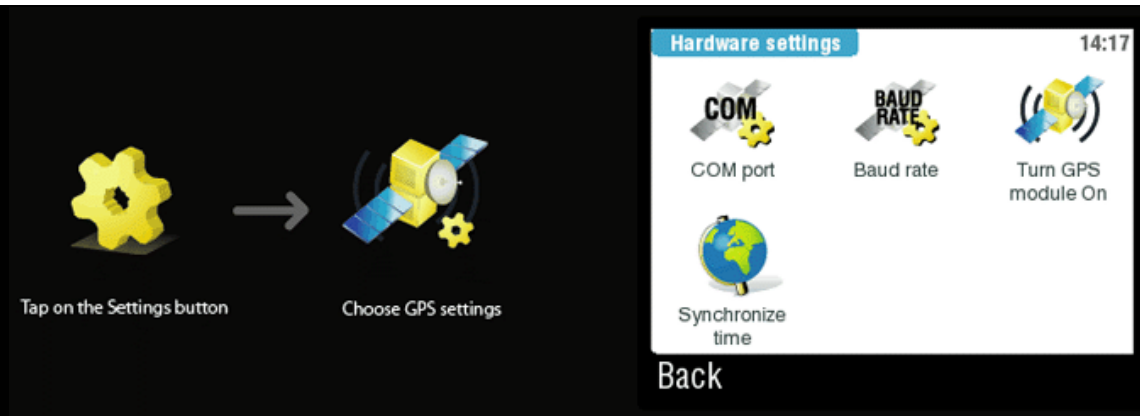 Tap on the Settings button
Choose GPS settings
Hardware settings
14:17
COM
BAUD
RATE
COM port
Baud rate
Turn GPS
module On
Synchronize
time
Back